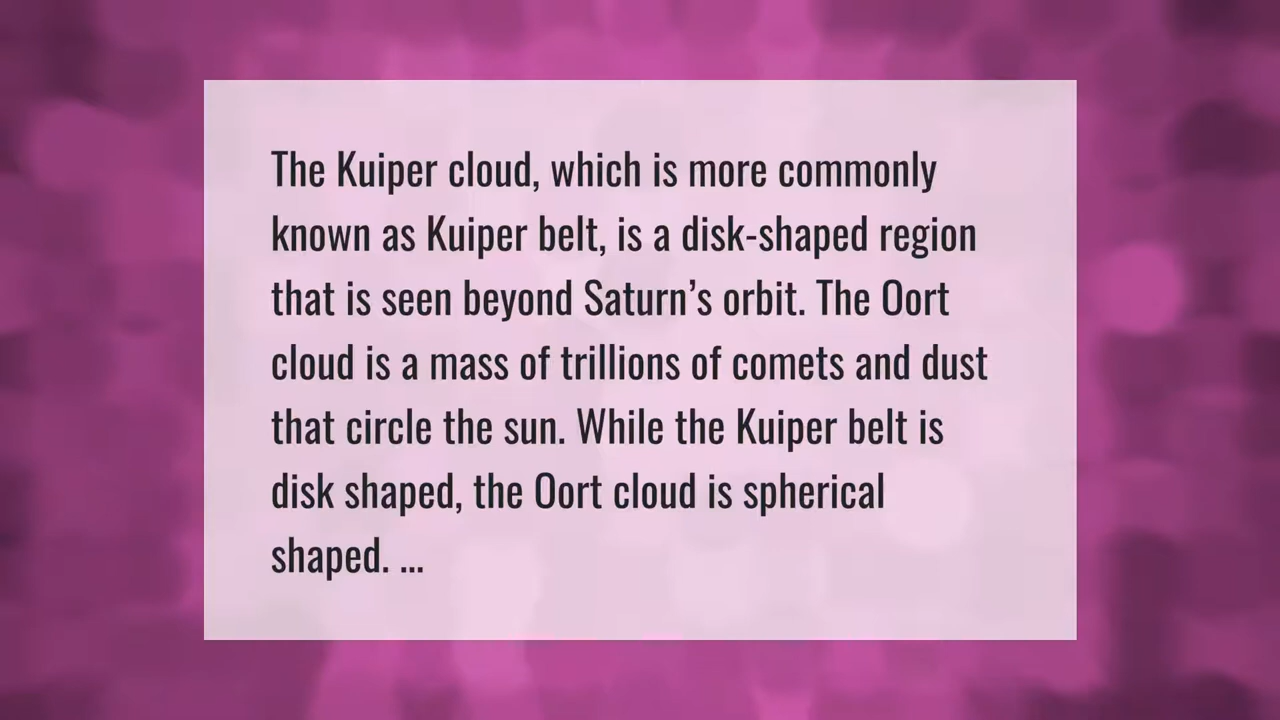 The Kuiper cloud, which is more commonly
known as Kuiper belt, is a disk-shaped region
that is seen beyond Saturn’s orbit. The Oort
cloud is a mass of trillions of comets and dust
that circle the sun. While the Kuiper belt is
disk shaped, the Oort cloud is spherical
shaped. ...